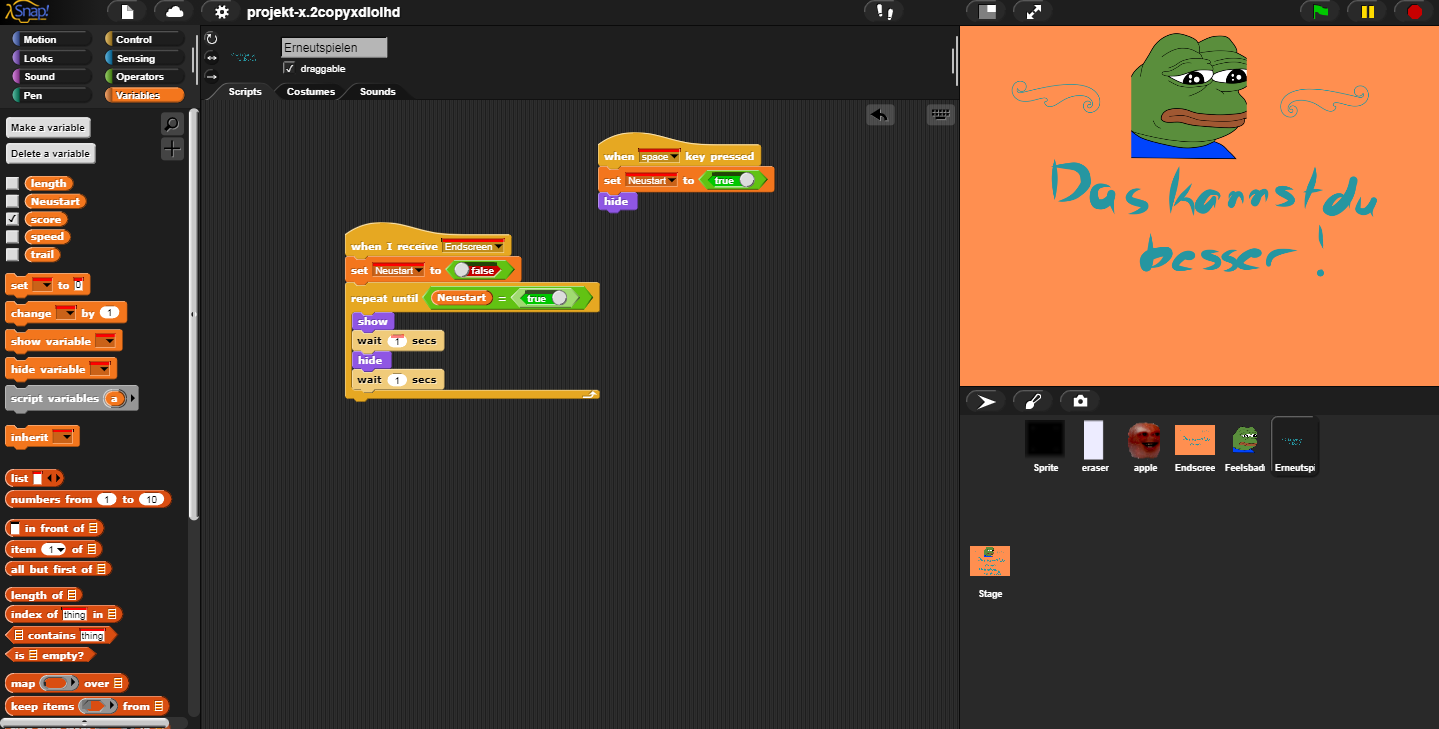 Snap!
projekt-x.2copyxdlolhd
Motion
Control
Looks
Sensing
Sound
Operators
Pen
Variables
Make a variable
Delete a variable
length
Neustart
score
speed
trail
set to 0
change by 1
show variable
hide variable
script variables a
inherit
list
numbers from 1 to 10
in front of
item 1 of
all but first of
length of
index of thing in
contains thing
is empty?
map over
keep items from
Erneutspielen
draggable
Scripts
Costumes
Sounds
when space key pressed
set Neustart to true
hide
when I receive Endscreen
set Neustart to false
repeat until Neustart = true
show
wait 1 secs
hide
wait 1 secs
Das kannst du
besser!
Sprite
eraser
apple
Endscree
Feelsbad
Erneutspi
Stage